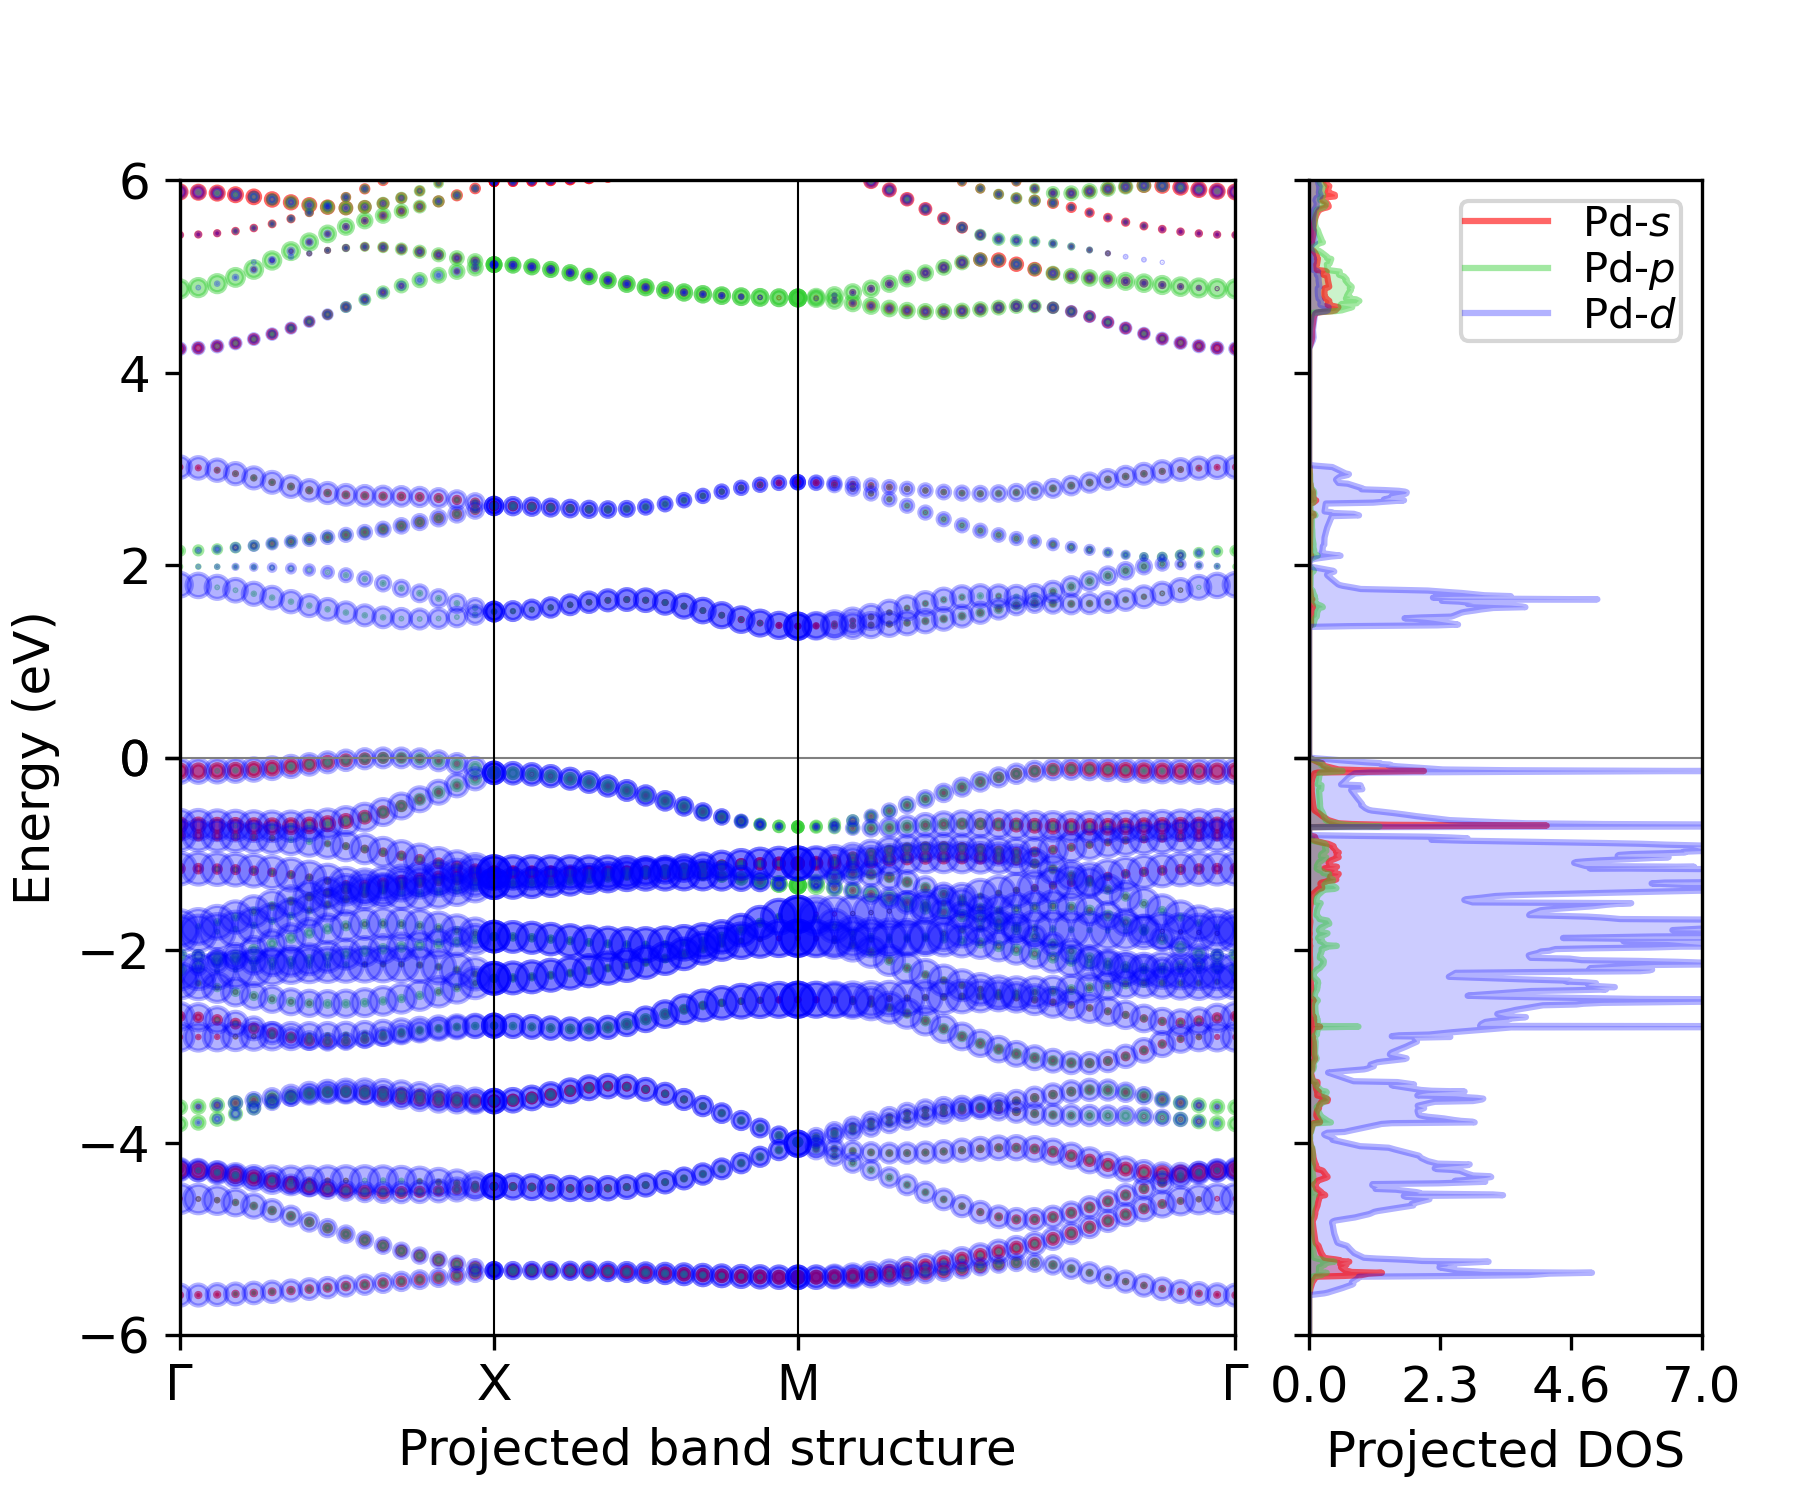 6
4
2
0
−2
−4
−6
Energy (eV)
Γ
X
M
Γ
Projected band structure
Pd-s
Pd-p
Pd-d
0.0
2.3
4.6
7.0
Projected DOS